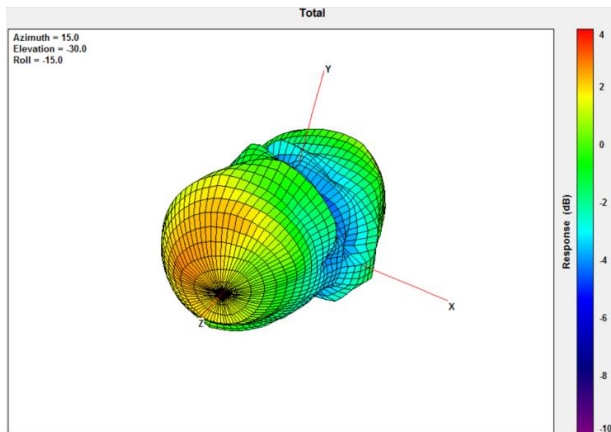 Total
Azimuth = 15.0
Elevation = -30.0
Roll = -15.0
Y
X
Z
4
2
0
-2
-4
-6
-8
-10
Response (dB)